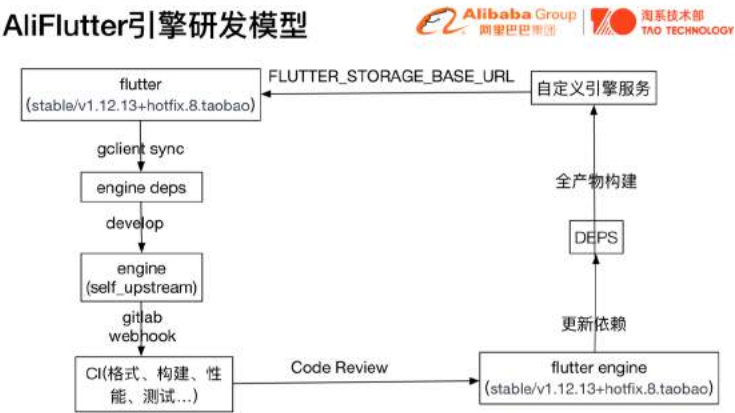 AliFlutter引擎研发模型
Alibaba Group
阿里巴巴集团
淘系技术部
TAO TECHNOLOGY
flutter
(stable/v1.12.13+hotfix.8.taobao)
FLUTTER_STORAGE_BASE_URL
自定义引擎服务
gclient sync
全产物构建
engine deps
develop
DEPS
engine
(self_upstream)
gitlab
webhook
更新依赖
CI(格式、构建、性
能、测试...)
Code Review
flutter engine
(stable/v1.12.13+hotfix.8.taobao)